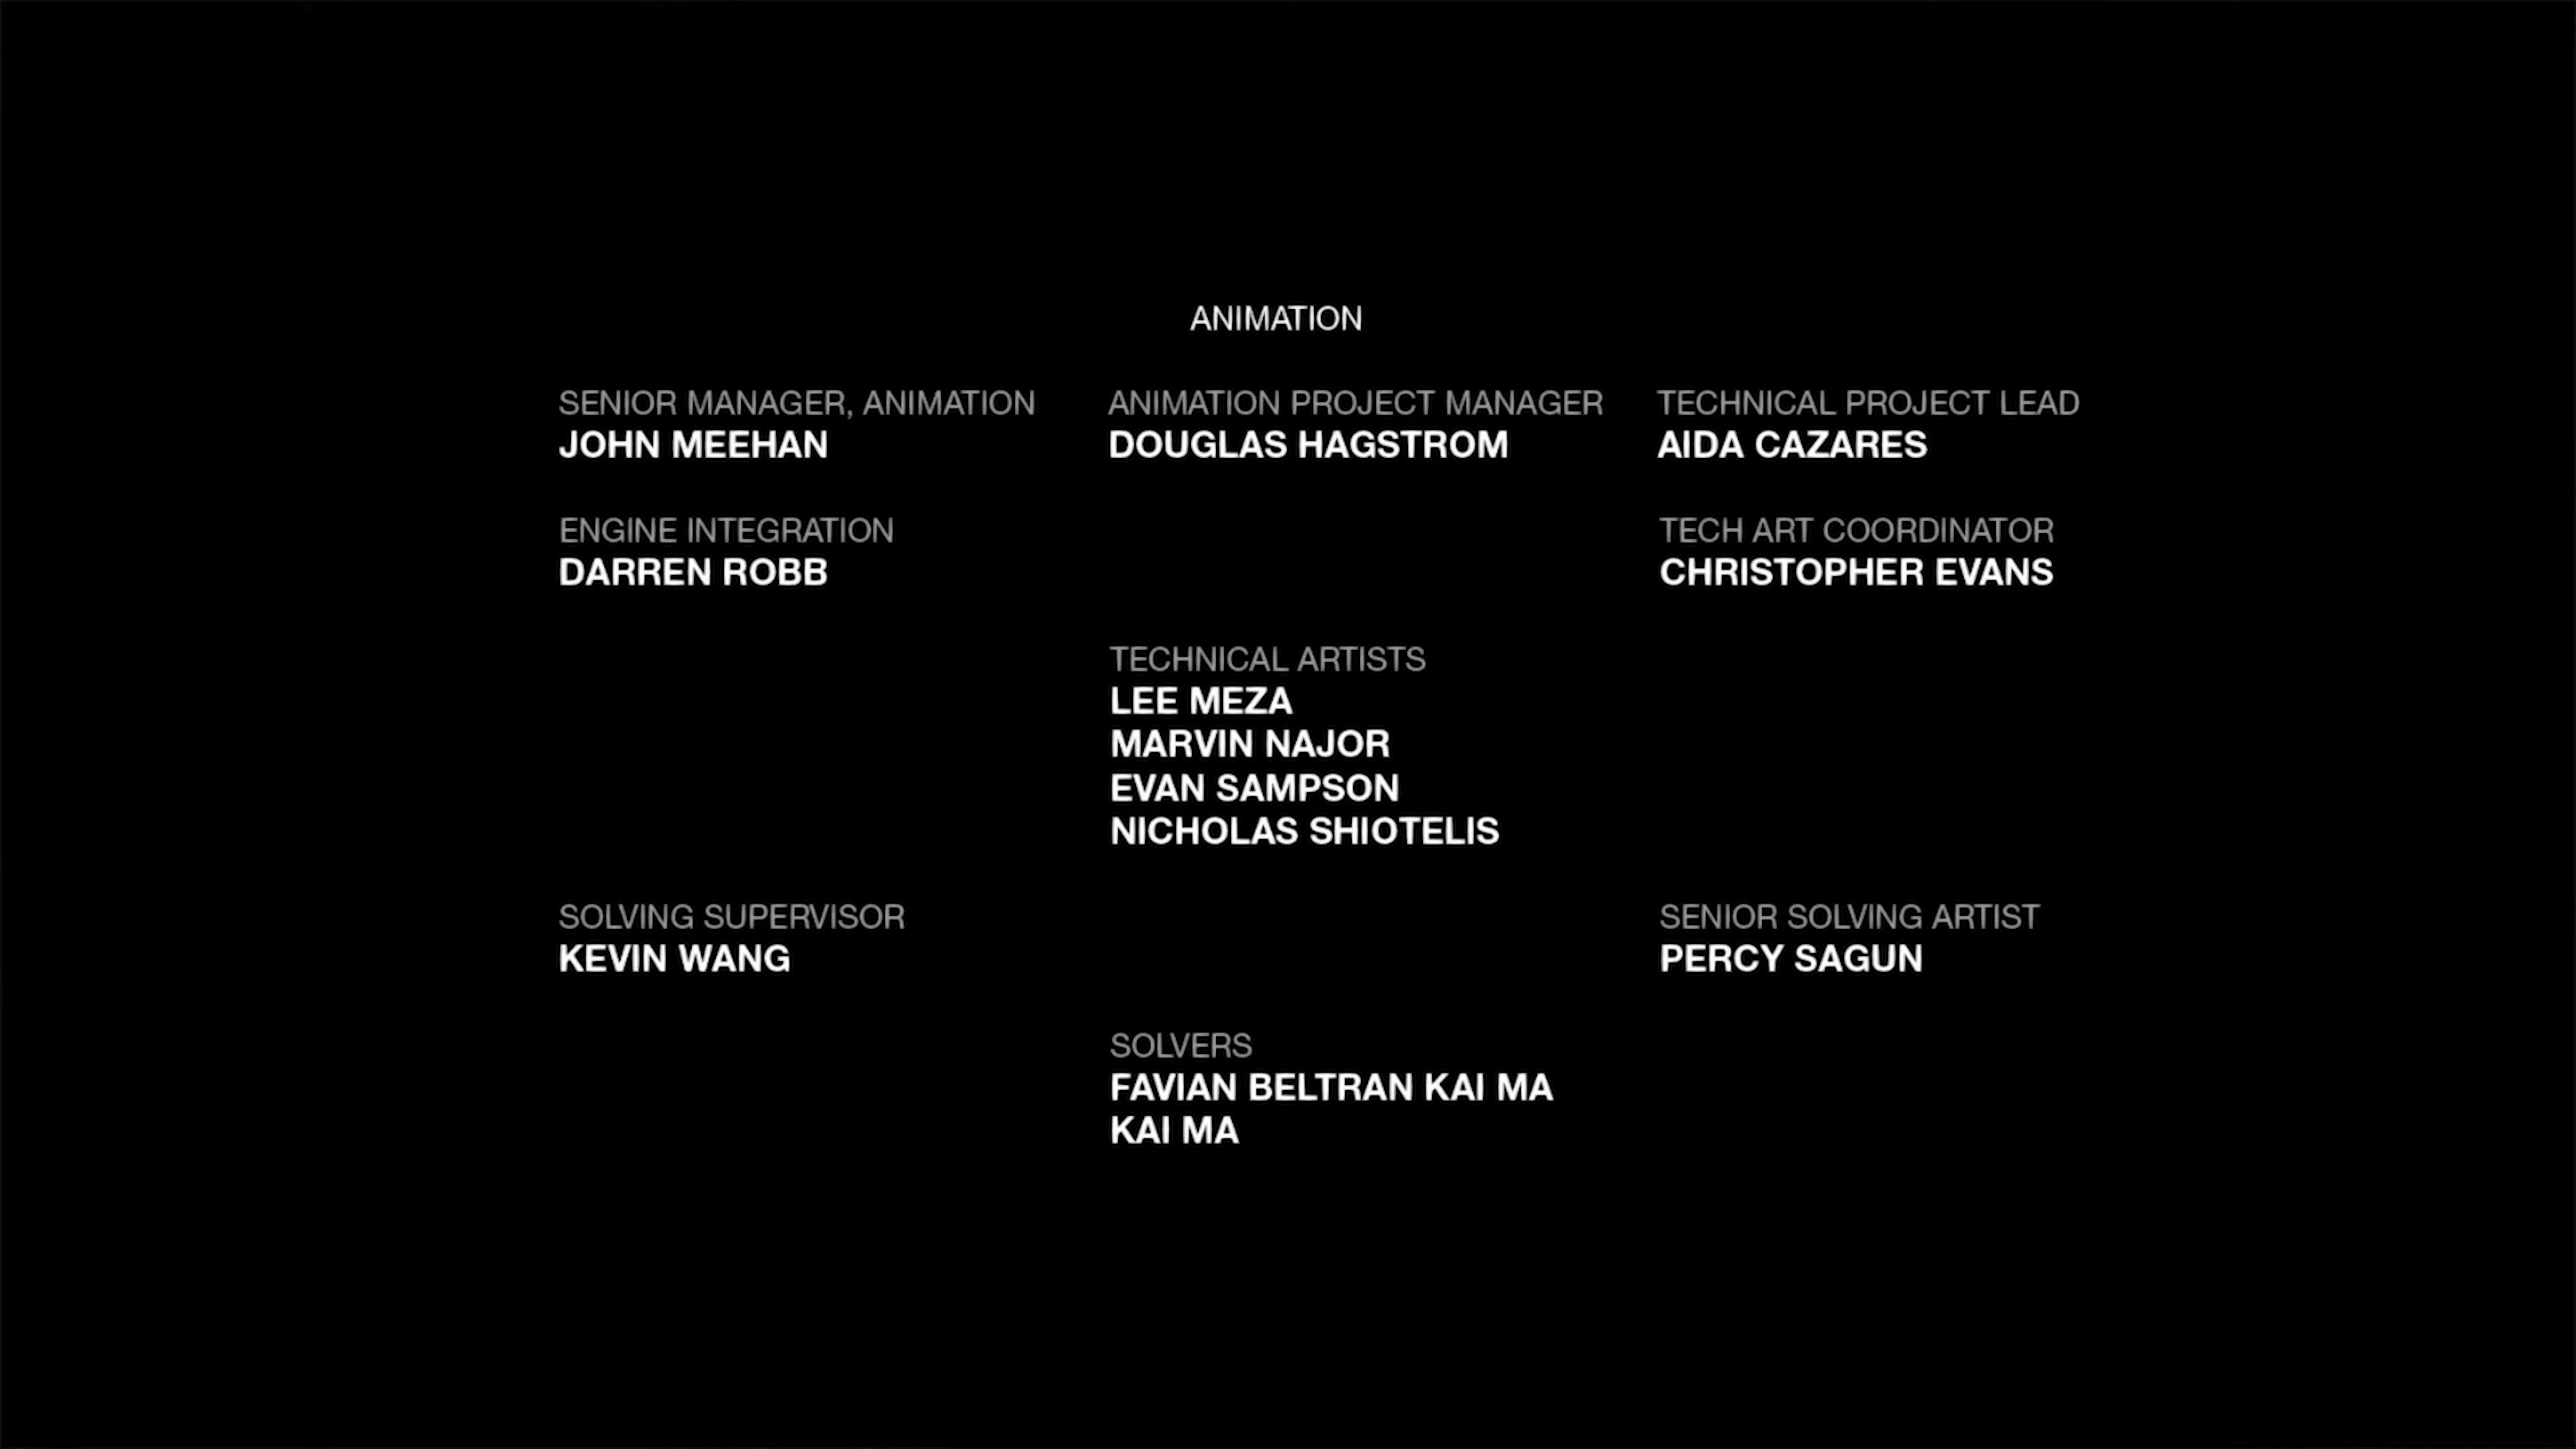 ANIMATION
SENIOR MANAGER, ANIMATION
JOHN MEEHAN
ANIMATION PROJECT MANAGER
DOUGLAS HAGSTROM
TECHNICAL PROJECT LEAD
AIDA CAZARES
ENGINE INTEGRATION
DARREN ROBB
TECH ART COORDINATOR
CHRISTOPHER EVANS
TECHNICAL ARTISTS
LEE MEZA
MARVIN NAJOR
EVAN SAMPSON
NICHOLAS SHIOTELIS
SOLVING SUPERVISOR
KEVIN WANG
SENIOR SOLVING ARTIST
PERCY SAGUN
SOLVERS
FAVIAN BELTRAN KAI MA
KAI MA